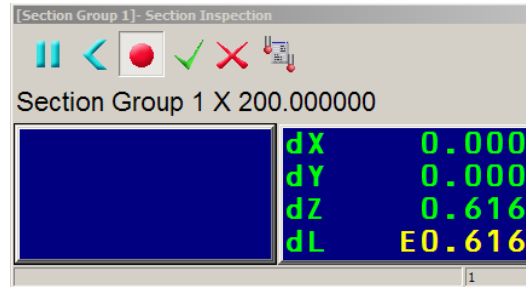 [Section Group 1]- Section Inspection
Section Group 1 X 200.000000
dX 0.000
dY 0.000
dZ 0.616
dL E0.616
1